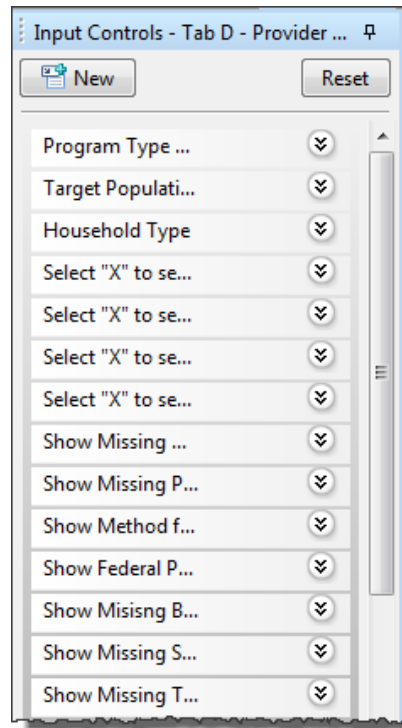 Input Controls - Tab D - Provider ...
New Reset
Program Type ...
Target Populati...
Household Type
Select "X" to se...
Select "X" to se...
Select "X" to se...
Select "X" to se...
Show Missing ...
Show Missing P...
Show Method f...
Show Federal P...
Show Misisng B...
Show Missing S...
Show Missing T...